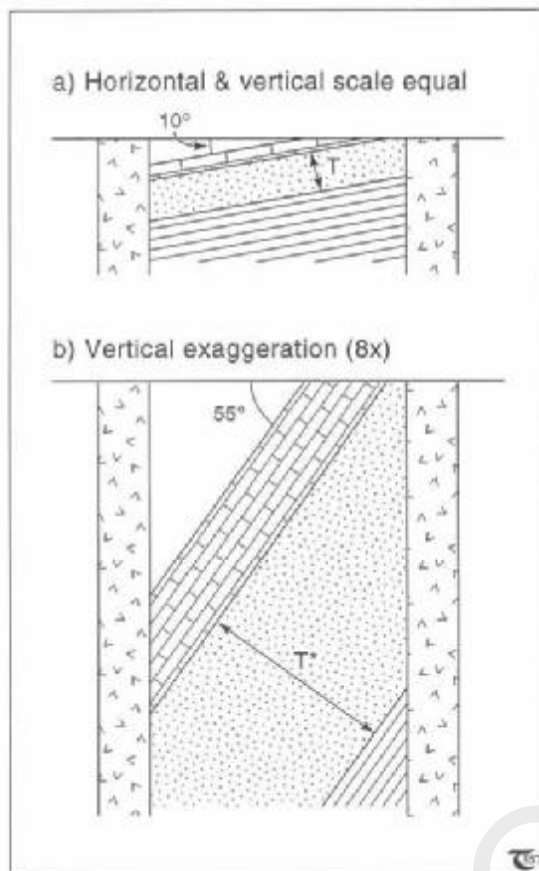 a) Horizontal & vertical scale equal
10°
T
b) Vertical exaggeration (8x)
55°
T*